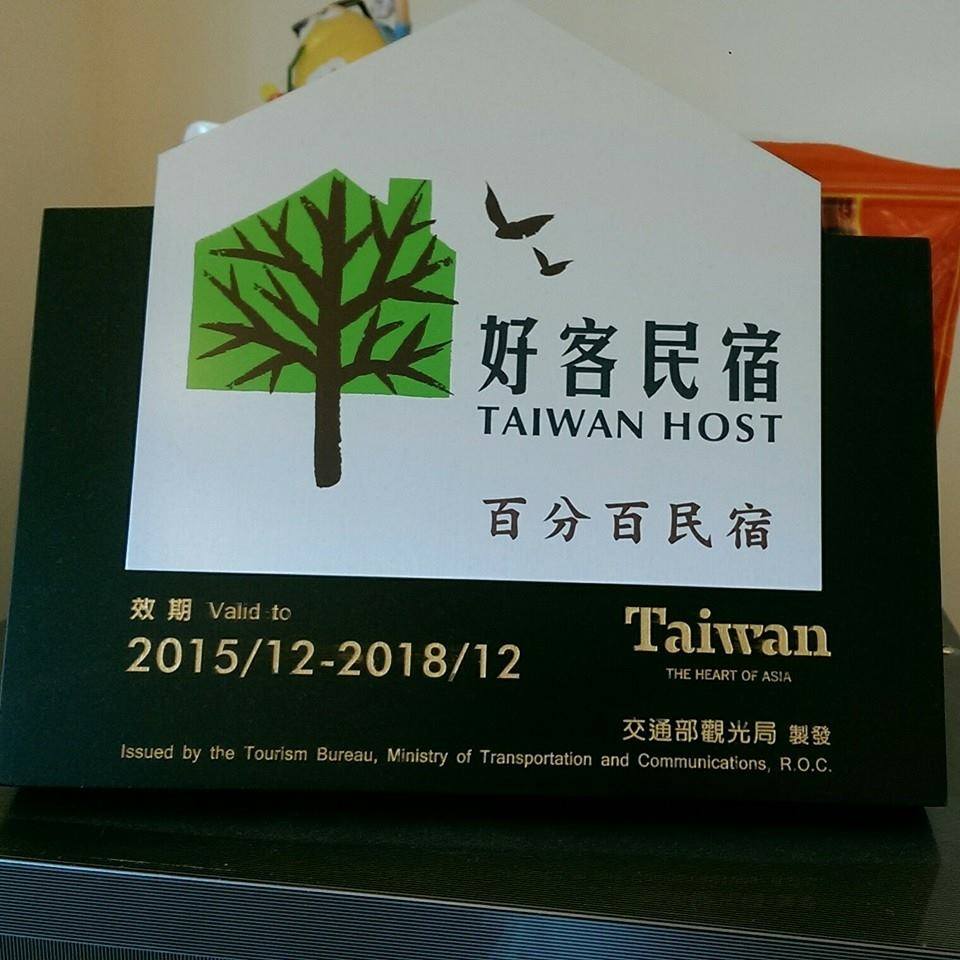 好客民宿
TAIWAN HOST
百分百民宿
效期 Valid to
2015/12-2018/12
Taiwan
THE HEART OF ASIA
交通部觀光局 製發
Issued by the Tourism Bureau, Ministry of Transportation and Communications, R.O.C.